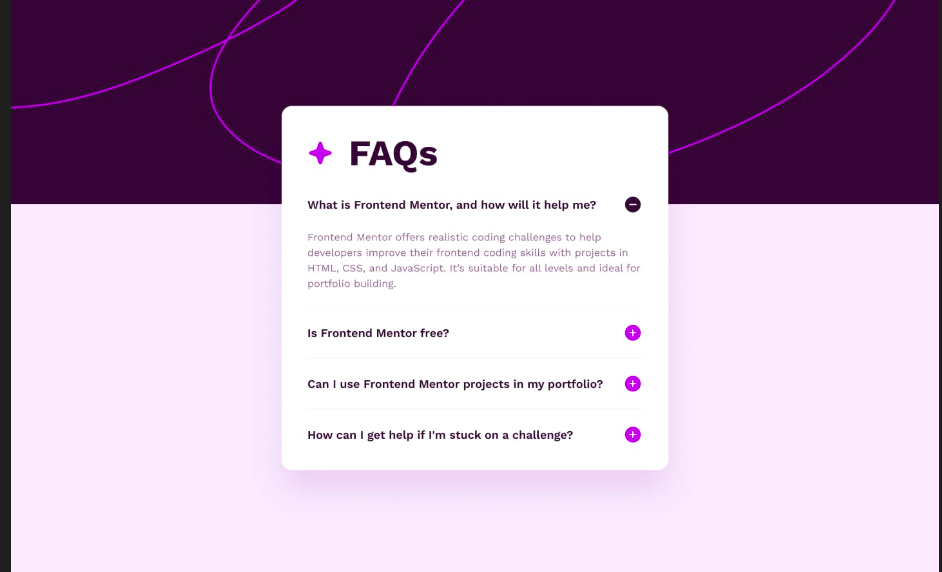 FAQs
What is Frontend Mentor, and how will it help me?
Frontend Mentor offers realistic coding challenges to help
developers improve their frontend coding skills with projects in
HTML, CSS, and JavaScript. It's suitable for all levels and ideal for
portfolio building.
Is Frontend Mentor free?
Can I use Frontend Mentor projects in my portfolio?
How can I get help if I'm stuck on a challenge?